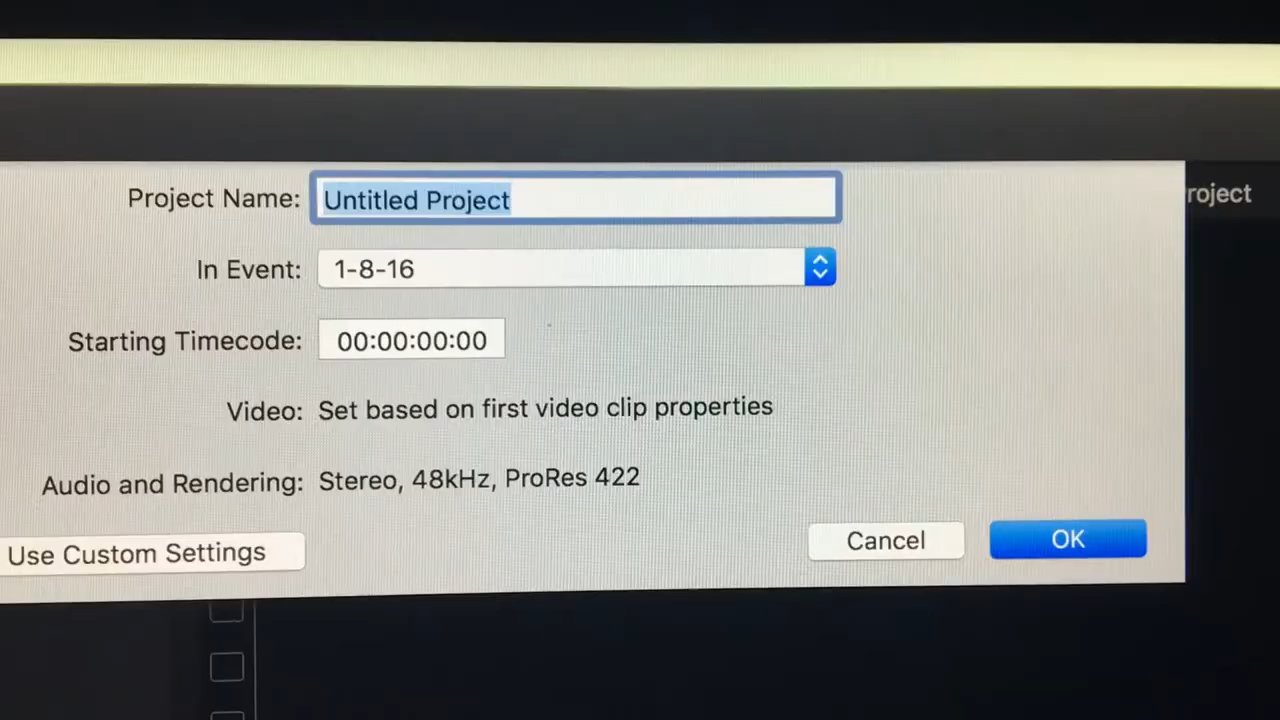 Project Name: Untitled Project
roject
In Event: 1-8-16
Starting Timecode: 00:00:00:00
Video: Set based on first video clip properties
Audio and Rendering: Stereo, 48kHz, ProRes 422
Use Custom Settings Cancel OK